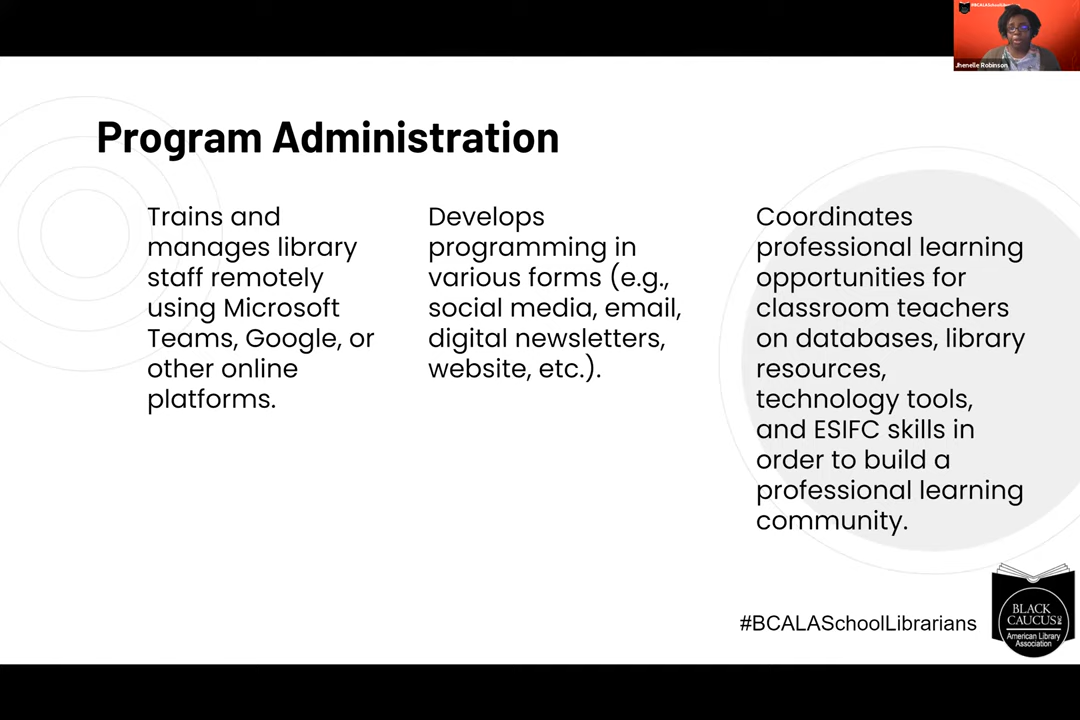 #BCALASchoolLibrarians
Jhenelle Robinson
Program Administration
Trains and
manages library
staff remotely
using Microsoft
Teams, Google, or
other online
platforms.
Develops
programming in
various forms (e.g.,
social media, email,
digital newsletters,
website, etc.).
Coordinates
professional learning
opportunities for
classroom teachers
on databases, library
resources,
technology tools,
and ESIFC skills in
order to build a
professional learning
community.
#BCALASchoolLibrarians
BLACK
CAUCUS
American Library
Association